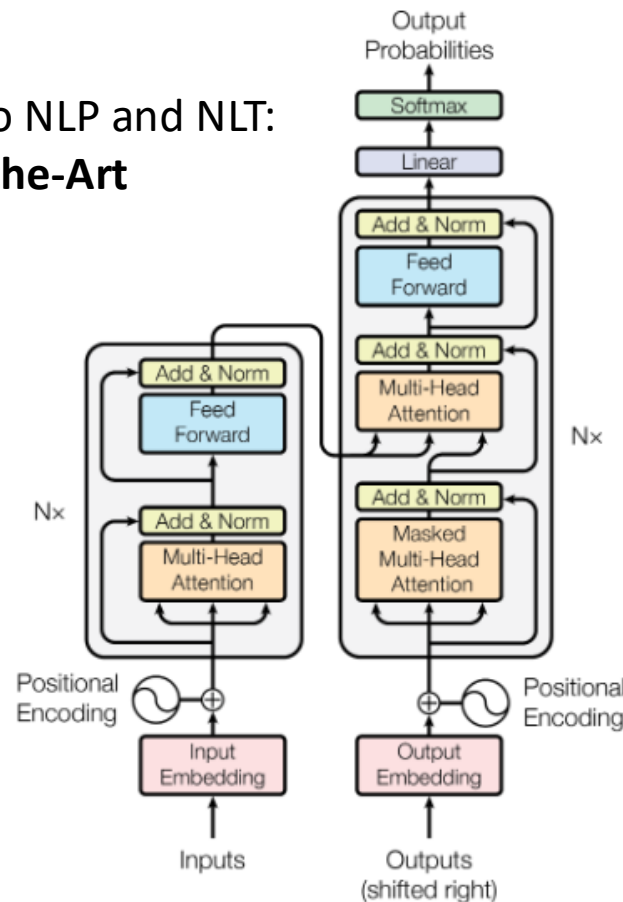 Output
Probabilities
o NLP and NLT:
he-Art
Softmax
Linear
Add & Norm
Feed
Forward
Add & Norm
Multi-Head
Attention
Add & Norm
Masked
Multi-Head
Attention
Nx
Add & Norm
Feed
Forward
Add & Norm
Multi-Head
Attention
Nx
Positional
Encoding
Positional
Encoding
Input
Embedding
Output
Embedding
Inputs
Outputs
(shifted right)